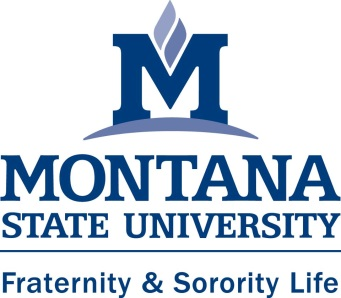 M
MONTANA
STATE UNIVERSITY
Fraternity & Sorority Life